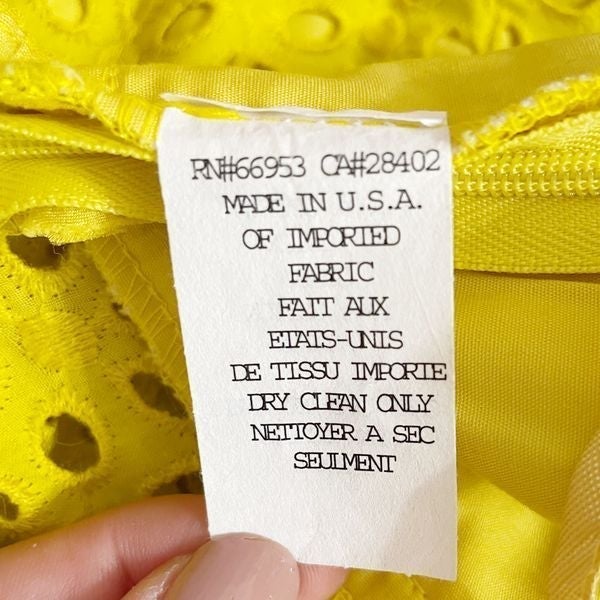 RN#66953 CA#28402
MADE IN U.S.A.
OF IMPORIED
FABRIC
FAIT AUX
ETATS-UNIS
DE TISSU IMPORTE
DRY CLEAN ONLY
NETTOYER A SEC
SEULMENT